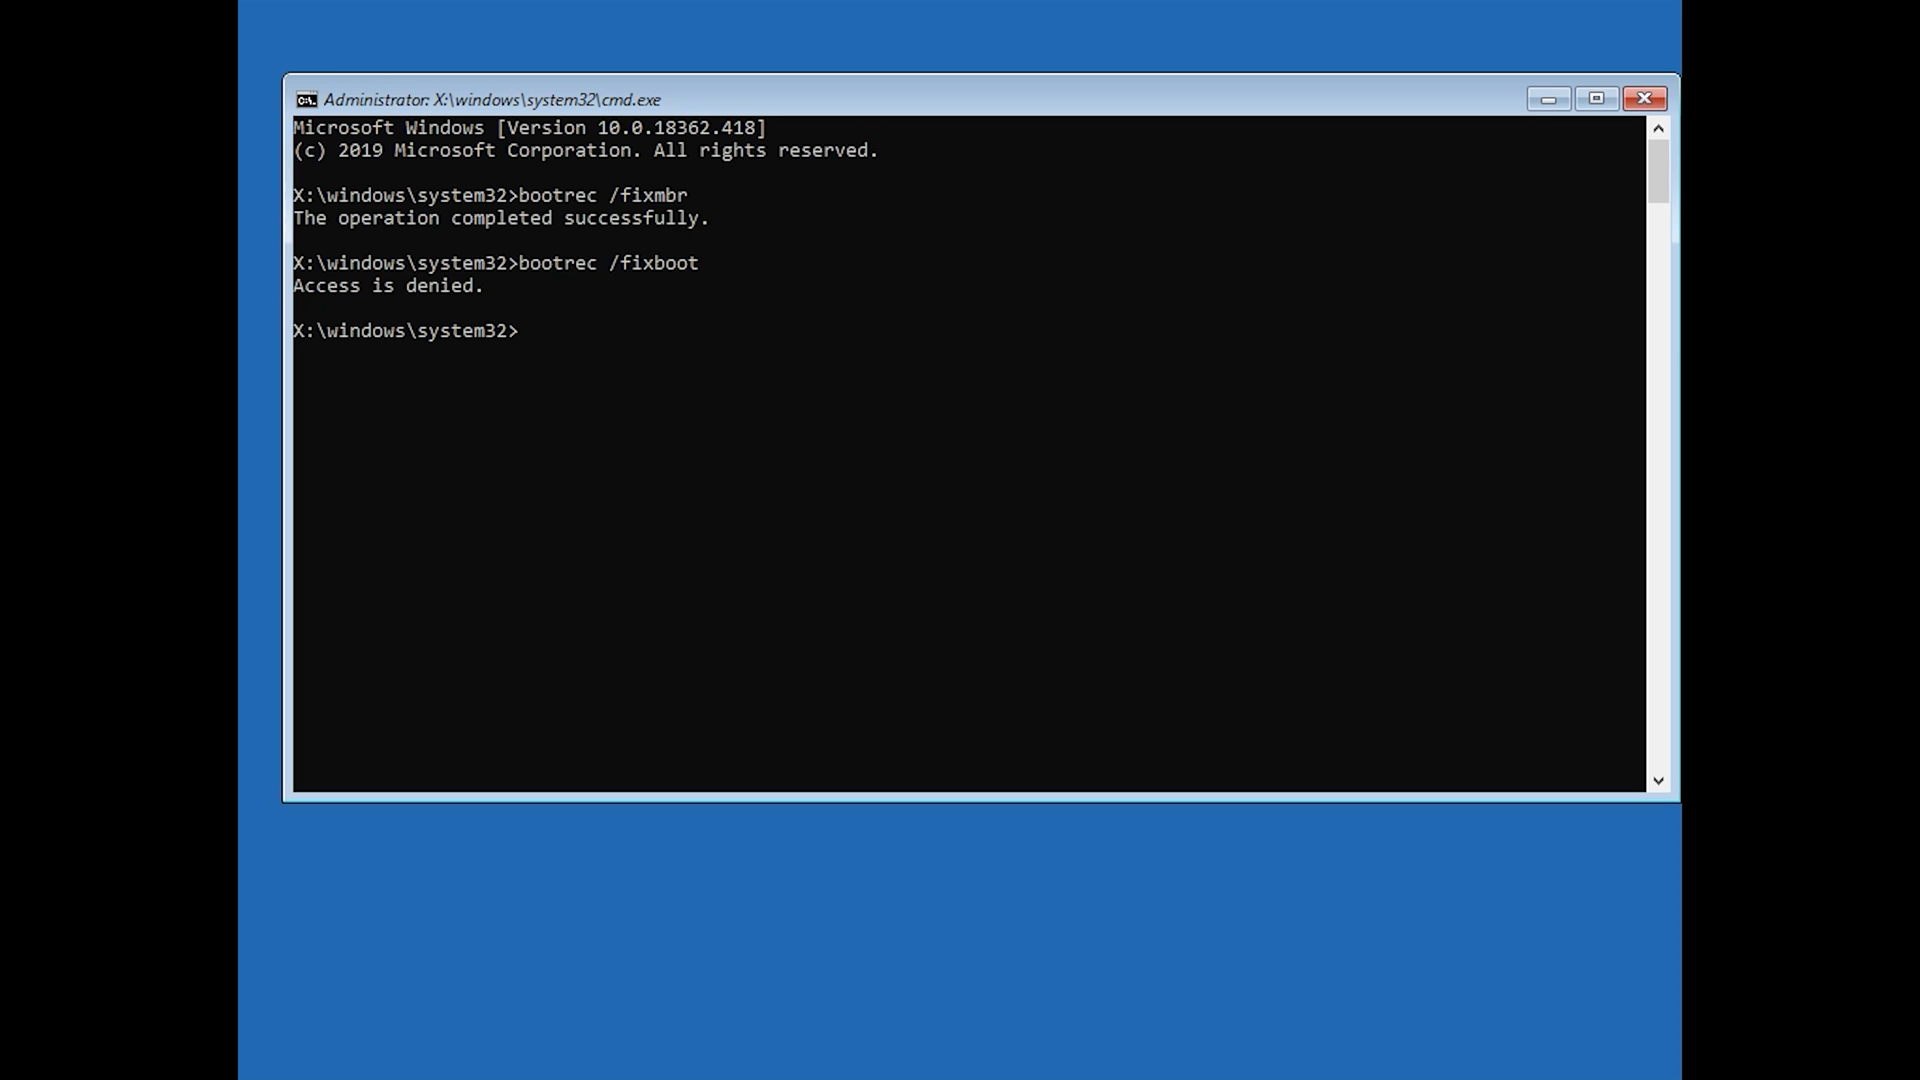 Administrator: X:\windows\system32\cmd.exe
Microsoft Windows [Version 10.0.18362.418]
(c) 2019 Microsoft Corporation. All rights reserved.
X:\windows\system32>bootrec /fixmbr
The operation completed successfully.
X:\windows\system32>bootrec /fixboot
Access is denied.
X:\windows\system32>